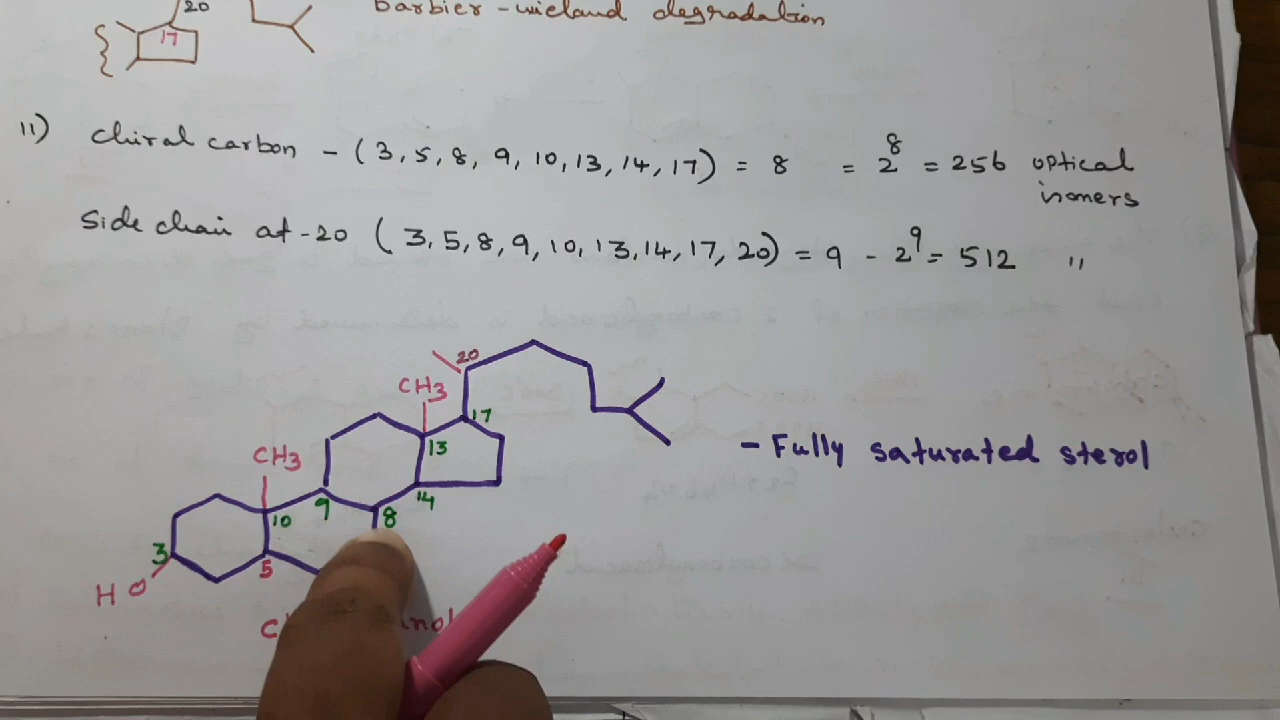 20
17
barbier-wieland degradation
11) chiral carbon - (3, 5, 8, 9, 10, 13, 14, 17) = 8 = 2^8 = 256 optical
isomers
Side chain at -20 (3, 5, 8, 9, 10, 13, 14, 17, 20) = 9 - 2^9 = 512 "
20
CH3
17
13
- Fully saturated sterol
CH3
14
9
10
8
3
5
HO